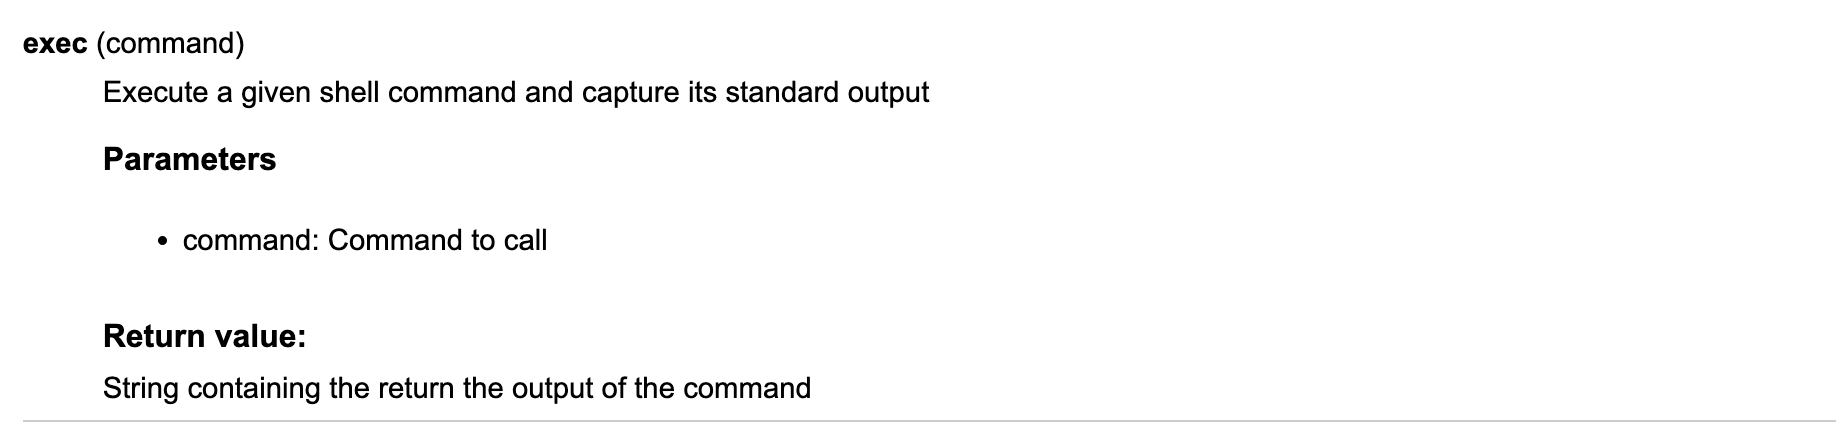 exec (command)
Execute a given shell command and capture its standard output
Parameters
• command: Command to call
Return value:
String containing the return the output of the command